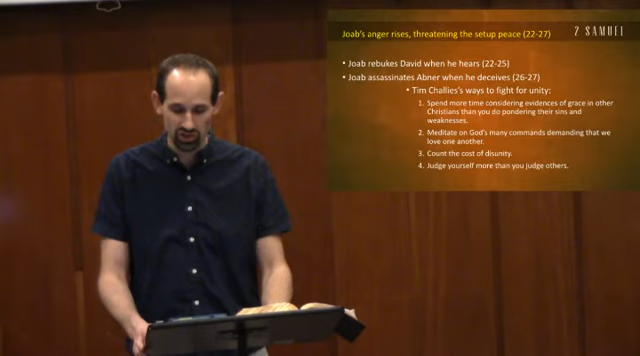 Joab's anger rises, threatening the setup peace (22-27)
2 SAMUEL
• Joab rebukes David when he hears (22-25)
• Joab assassinates Abner when he deceives (26-27)
• Tim Challies's ways to fight for unity:
1. Spend more time considering evidences of grace in other
Christians than you do pondering their sins and
weaknesses.
2. Meditate on God's many commands demanding that we
love one another.
3. Count the cost of disunity.
4. Judge yourself more than you judge others.